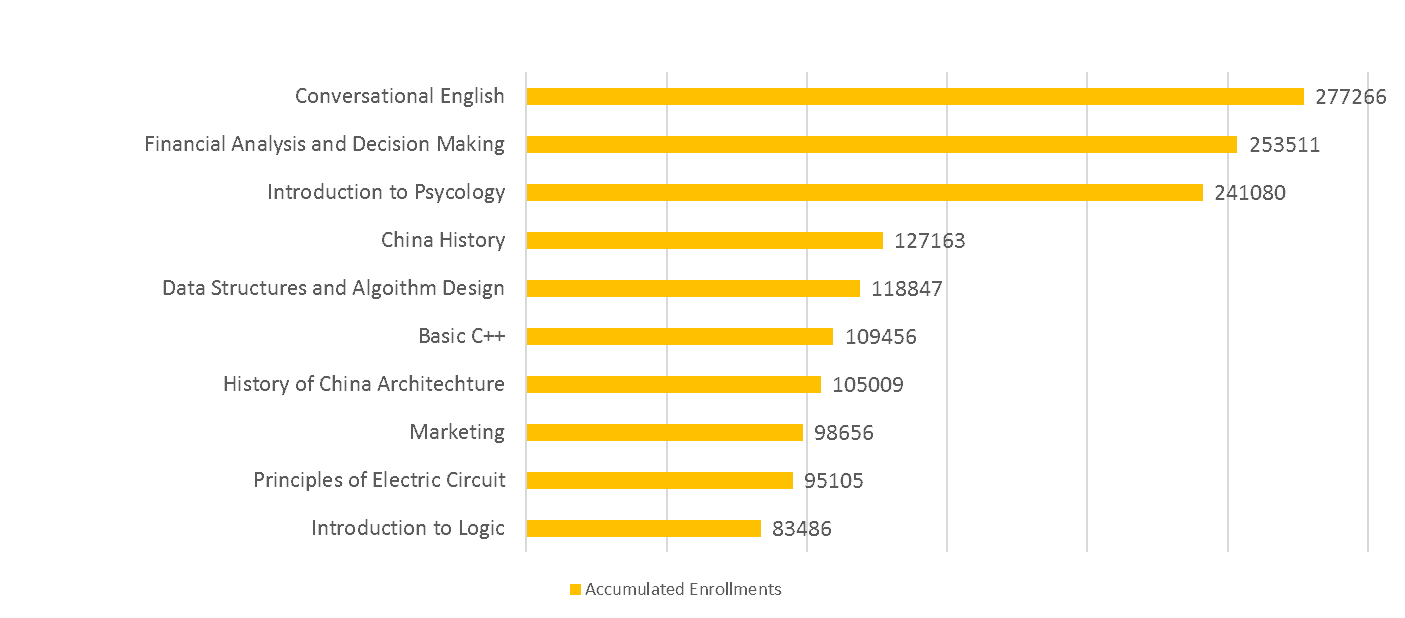 Conversational English 277266
Financial Analysis and Decision Making 253511
Introduction to Psycology 241080
China History 127163
Data Structures and Algoithm Design 118847
Basic C++ 109456
History of China Architechture 105009
Marketing 98656
Principles of Electric Circuit 95105
Introduction to Logic 83486
Accumulated Enrollments